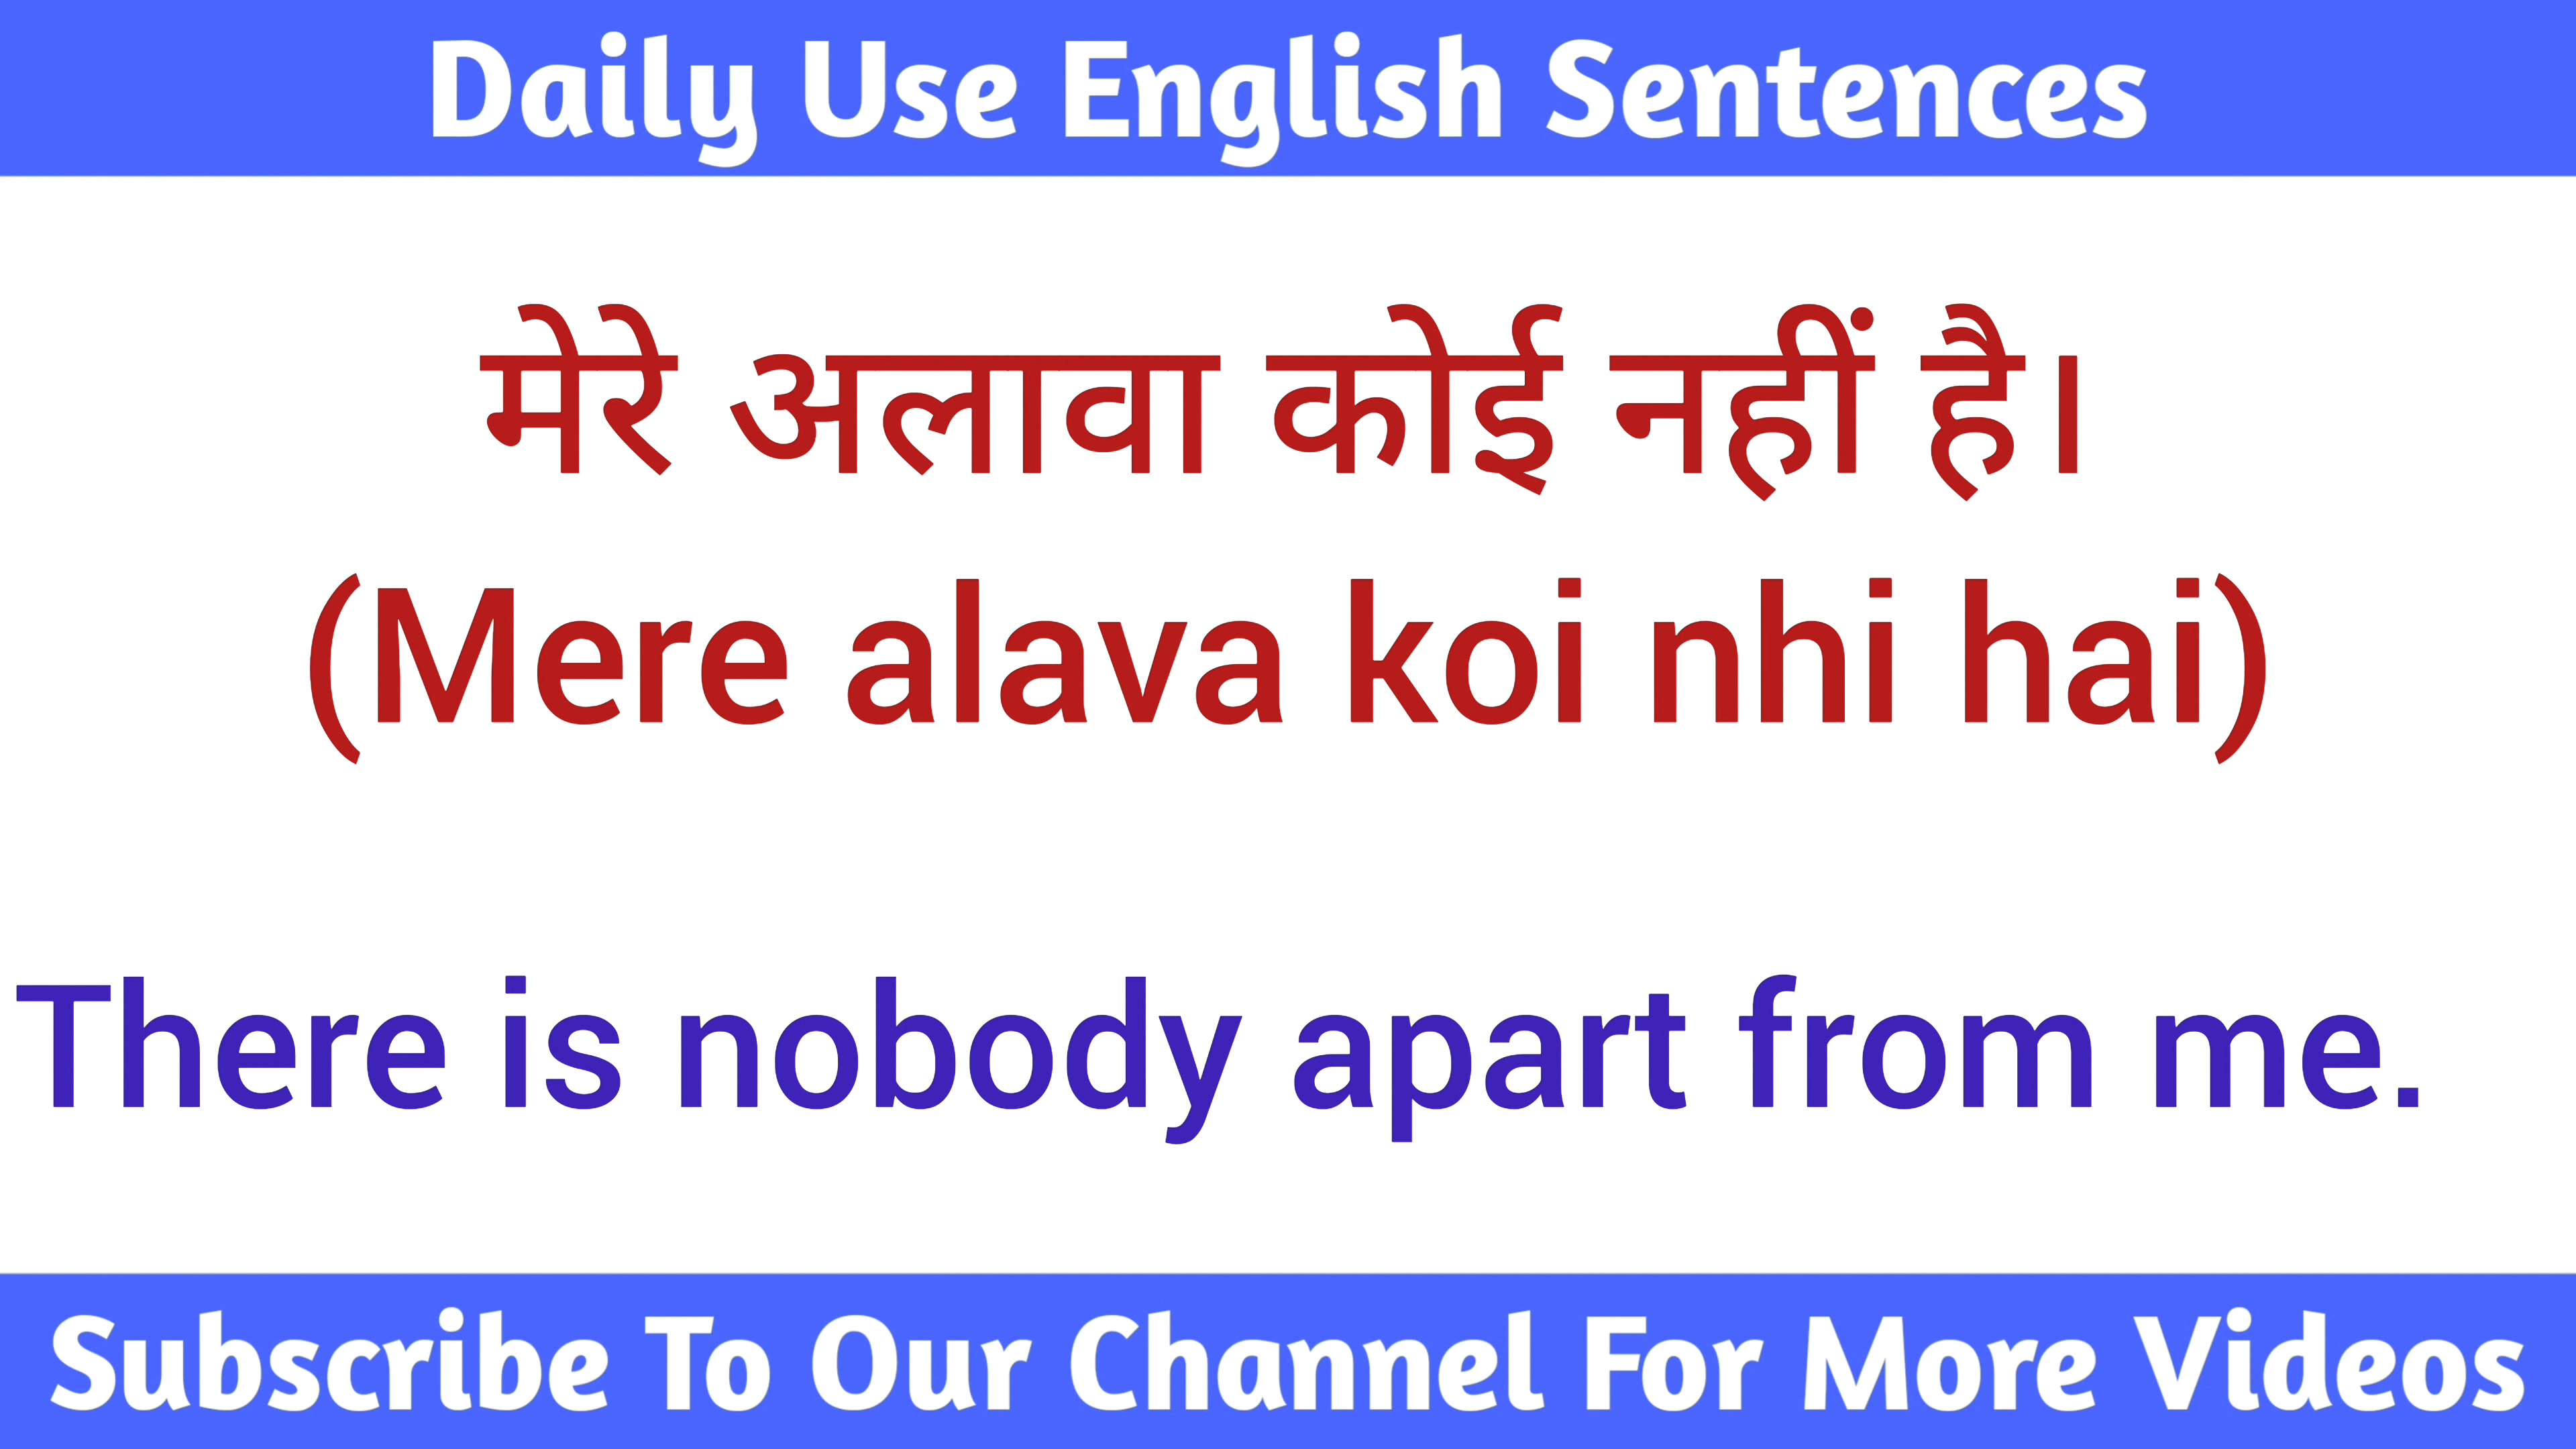 Daily Use English Sentences
मेरे अलावा कोई नहीं है।
(Mere alava koi nhi hai)
There is nobody apart from me.
Subscribe To Our Channel For More Videos